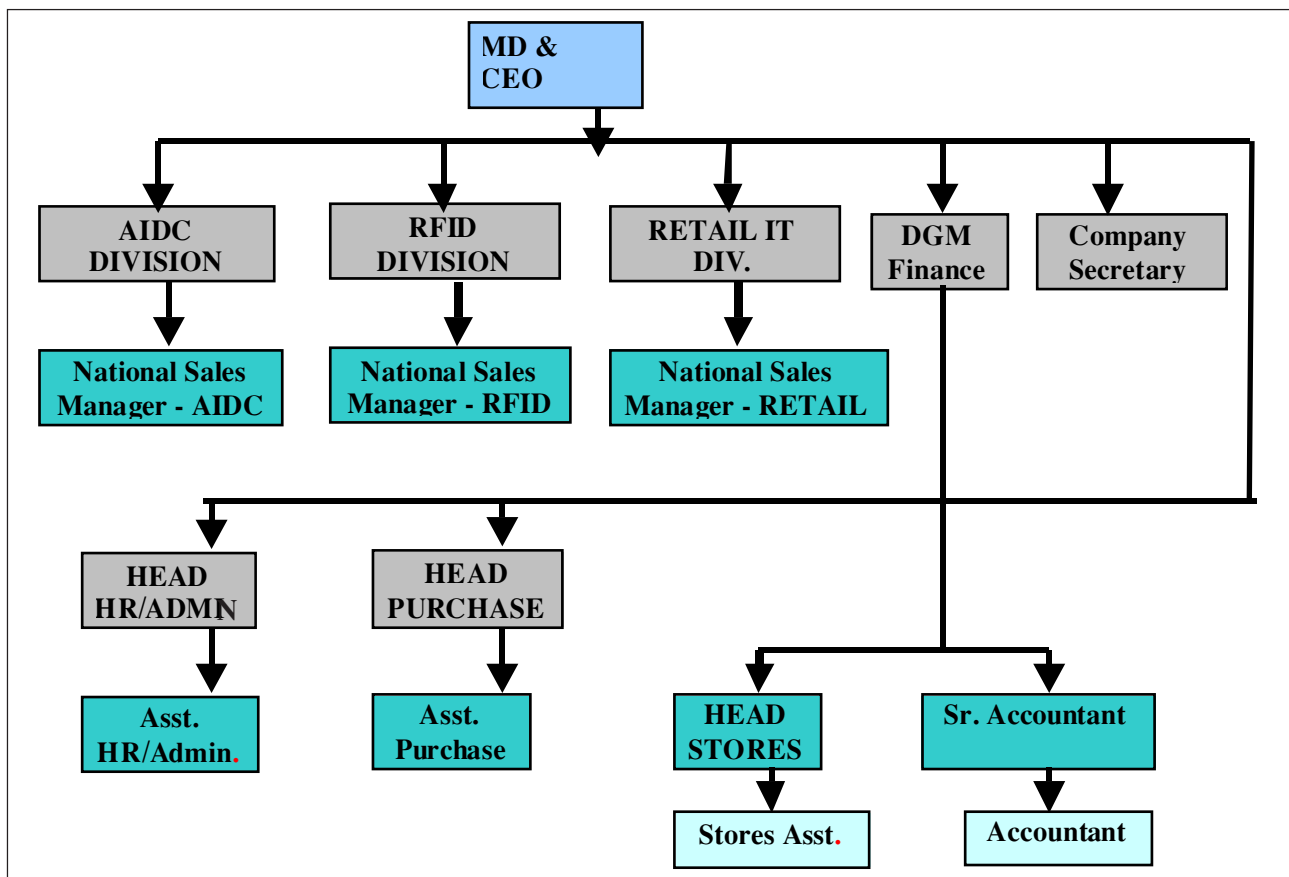 MD &
CEO
AIDC
DIVISION
RFID
DIVISION
RETAIL IT
DIV.
DGM
Finance
Company
Secretary
National Sales
Manager - AIDC
National Sales
Manager - RFID
National Sales
Manager - RETAIL
HEAD
HR/ADMIN
HEAD
PURCHASE
Asst.
HR/Admin.
Asst.
Purchase
HEAD
STORES
Sr. Accountant
Stores Asst.
Accountant